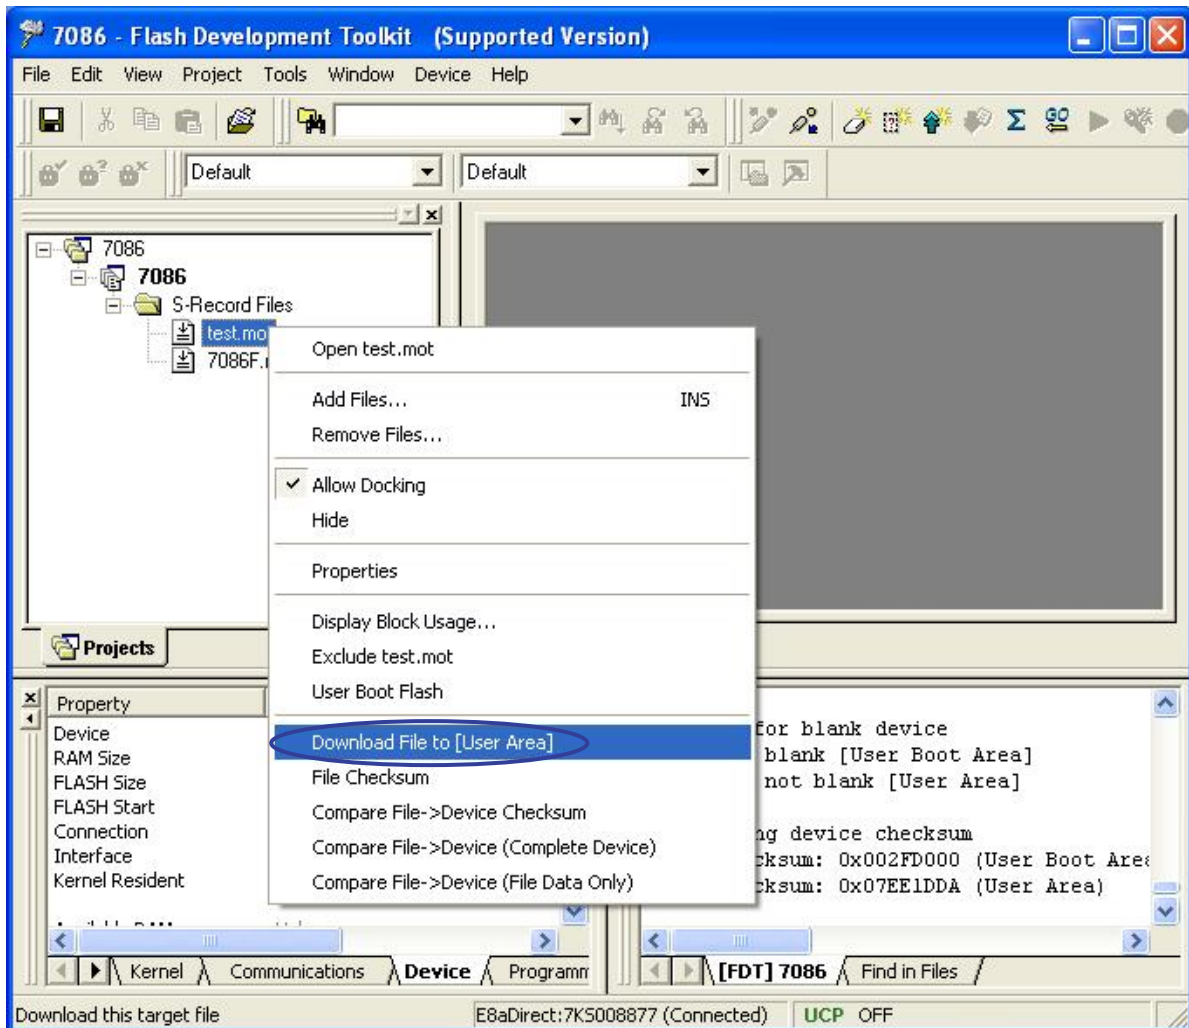 7086 - Flash Development Toolkit (Supported Version)
File Edit View Project Tools Window Device Help
Default Default
7086
7086
S-Record Files
test.mot
7086F.
Open test.mot
Add Files... INS
Remove Files...
Allow Docking
Hide
Properties
Display Block Usage...
Exclude test.mot
User Boot Flash
Download File to [User Area]
File Checksum
Compare File->Device Checksum
Compare File->Device (Complete Device)
Compare File->Device (File Data Only)
Projects
Property
Device
RAM Size
FLASH Size
FLASH Start
Connection
Interface
Kernel Resident
for blank device
blank [User Boot Area]
not blank [User Area]
device checksum
0x002FD000 (User Boot Area
0x07EE1DDA (User Area)
Kernel Communications Device Programm
[FDT] 7086 Find in Files
Download this target file E8aDirect:7KS008877 (Connected) UCP OFF